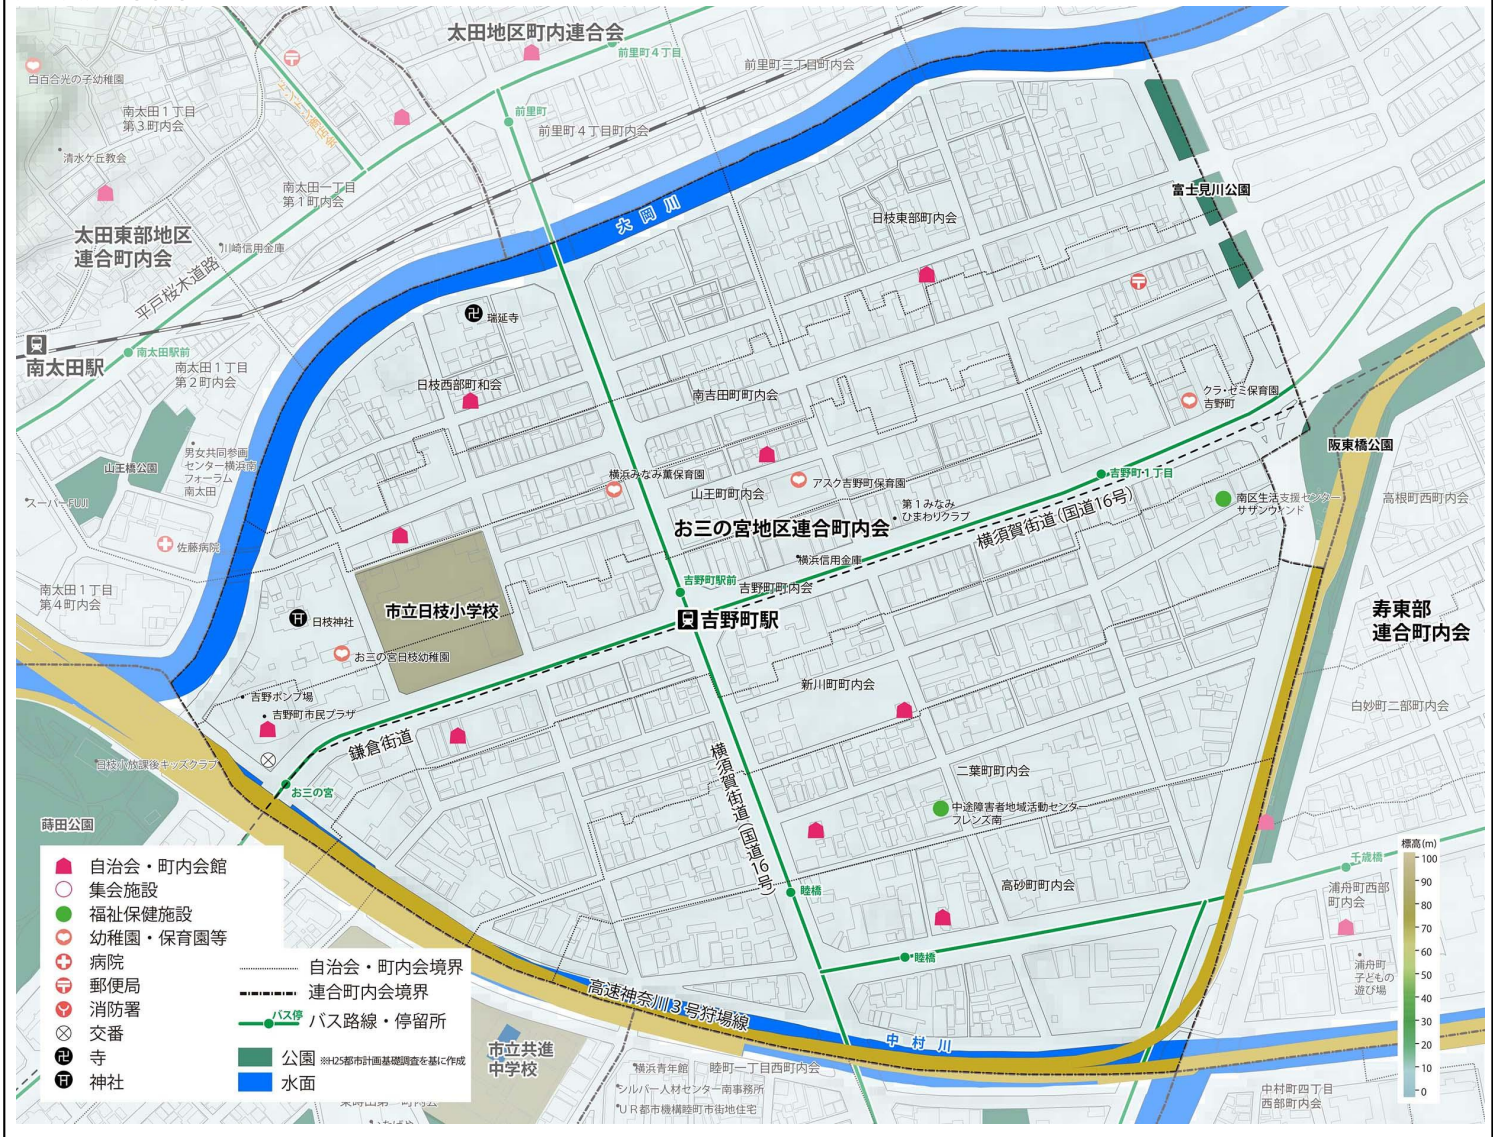 太田地区町内連合会
前里町4丁目
前里町三丁目町内会
白百合光の子幼稚園
南太田1丁目
第3町内会
前里町
前里町4丁目町内会
清水ケ丘教会
南太田一丁目
第1町内会
富士見川公園
大岡川
日枝東部町内会
太田東部地区
連合町内会
川崎信用金庫
平戸桜木道路
瑞延寺
南太田駅
南太田駅前
南太田1丁目
第2町内会
日枝西部町和会
南吉田町町内会
クラ・ゼミ保育園
吉野町
阪東橋公園
山王橋公園
男女共同参画
センター横浜南
フォーラム
南太田
横浜みなみ薫保育園
山王町町内会
アスク吉野町保育園
吉野町1丁目
スーパーFUJI
第1みなみ
ひまわりクラブ
南区生活支援センター
サザンウィンド
高根町西町内会
お三の宮地区連合町内会
横須賀街道(国道16号)
佐藤病院
横浜信用金庫
南太田1丁目
第4町内会
吉野町駅前
吉野町町内会
市立日枝小学校
吉野町駅
寿東部
連合町内会
日枝神社
お三の宮日枝幼稚園
吉野ポンプ場
吉野町市民プラザ
新川町町内会
白妙町二部町内会
鎌倉街道
横須賀街道(国道16号)
日枝小放課後キッズクラブ
お三の宮
二葉町町内会
中途障害者地域活動センター
フレンズ南
蒔田公園
千歳橋
睦橋
高砂町町内会
浦舟町西部
町内会
睦橋
浦舟町
子どもの
遊び場
高速神奈川3号狩場線
中村川
市立共進
中学校
横浜青年館
睦町一丁目西町内会
シルバー人材センター南事務所
UR都市機構睦町市街地住宅
中村町四丁目
西部町内会
自治会・町内会館
集会施設
福祉保健施設
幼稚園・保育園等
病院
郵便局
消防署
交番
寺
神社
自治会・町内会境界
連合町内会境界
バス停
バス路線・停留所
公園 ※H25都市計画基礎調査を基に作成
水面
標高(m)
100
90
80
70
60
50
40
30
20
10
0